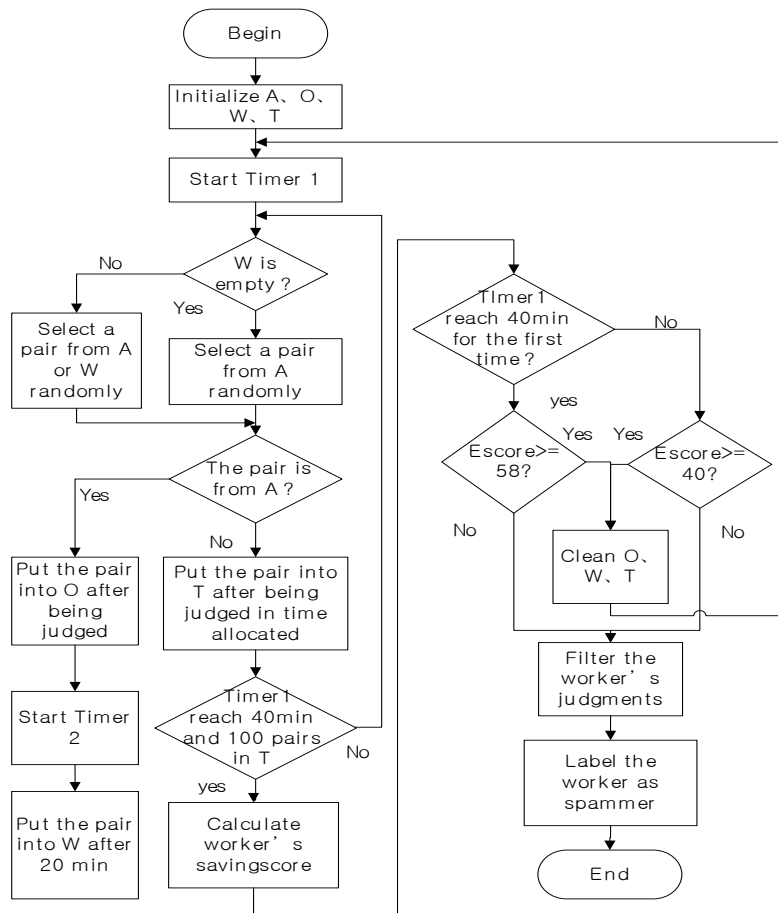 Begin
Initialize A、O、
W、T
Start Timer 1
W is
empty？
No
Yes
Select a
pair from A
or W
randomly
Select a
pair from A
randomly
The pair is
from A？
Yes
No
Put the pair
into O after
being
judged
Put the pair into
T after being
judged in time
allocated
Start Timer
2
Timer1
reach 40min
and 100 pairs
in T
No
yes
Put the pair
into W after
20 min
Calculate
worker’s
savingscore
TImer1
reach 40min
for the first
time？
No
yes
Escore>=
58?
Yes
Yes
Escore>=
40?
No
No
Clean O、
W、T
Filter the
worker’s
judgments
Label the
worker as
spammer
End